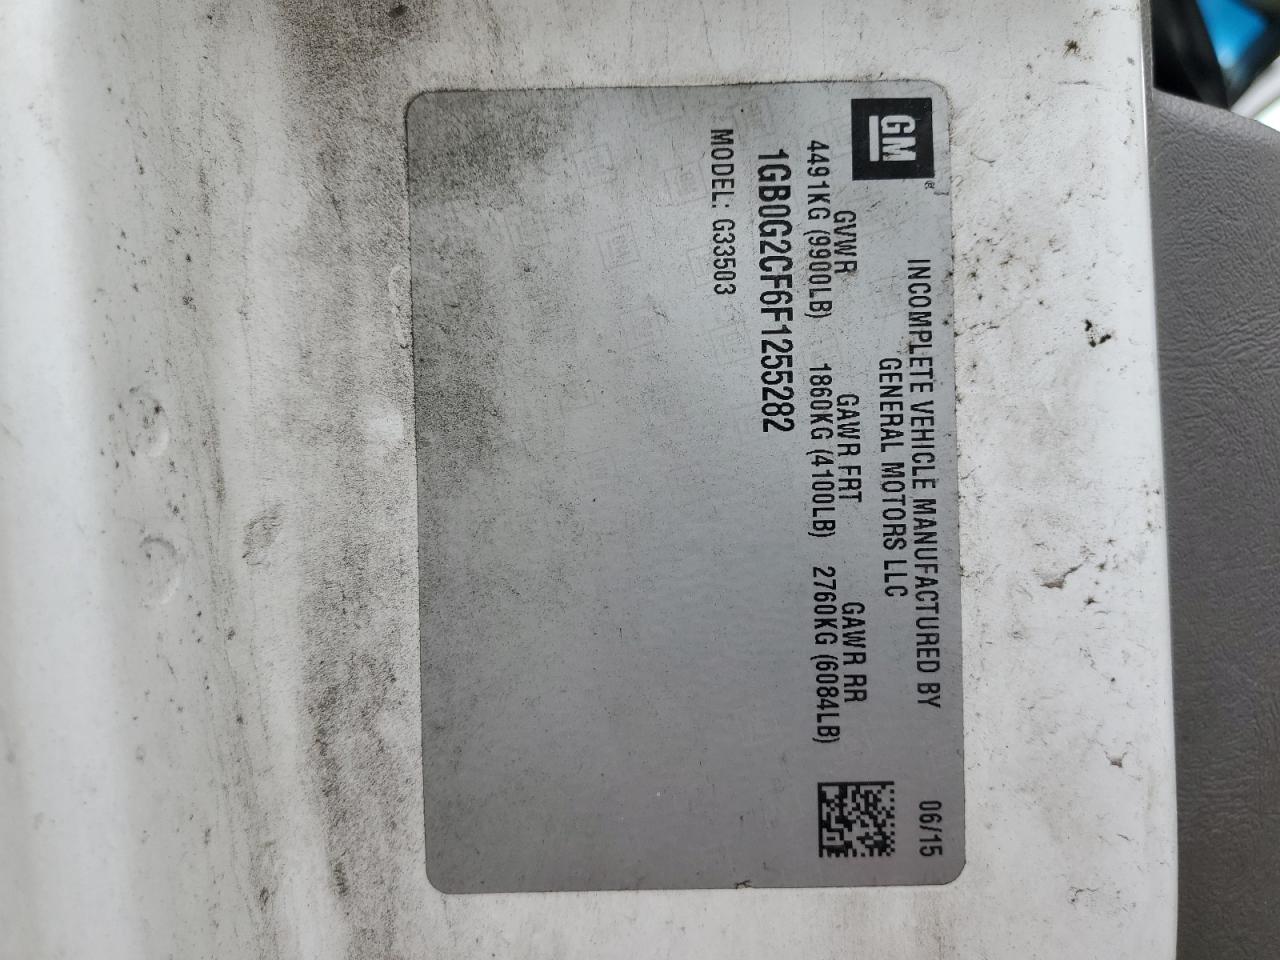 GM
®
INCOMPLETE VEHICLE MANUFACTURED BY
GENERAL MOTORS LLC
06/15
GVWR GAWR FRT GAWR RR
4491KG (9900LB) 1860KG (4100LB) 2760KG (6084LB)
1GB0G2CF6F1255282
MODEL: G33503